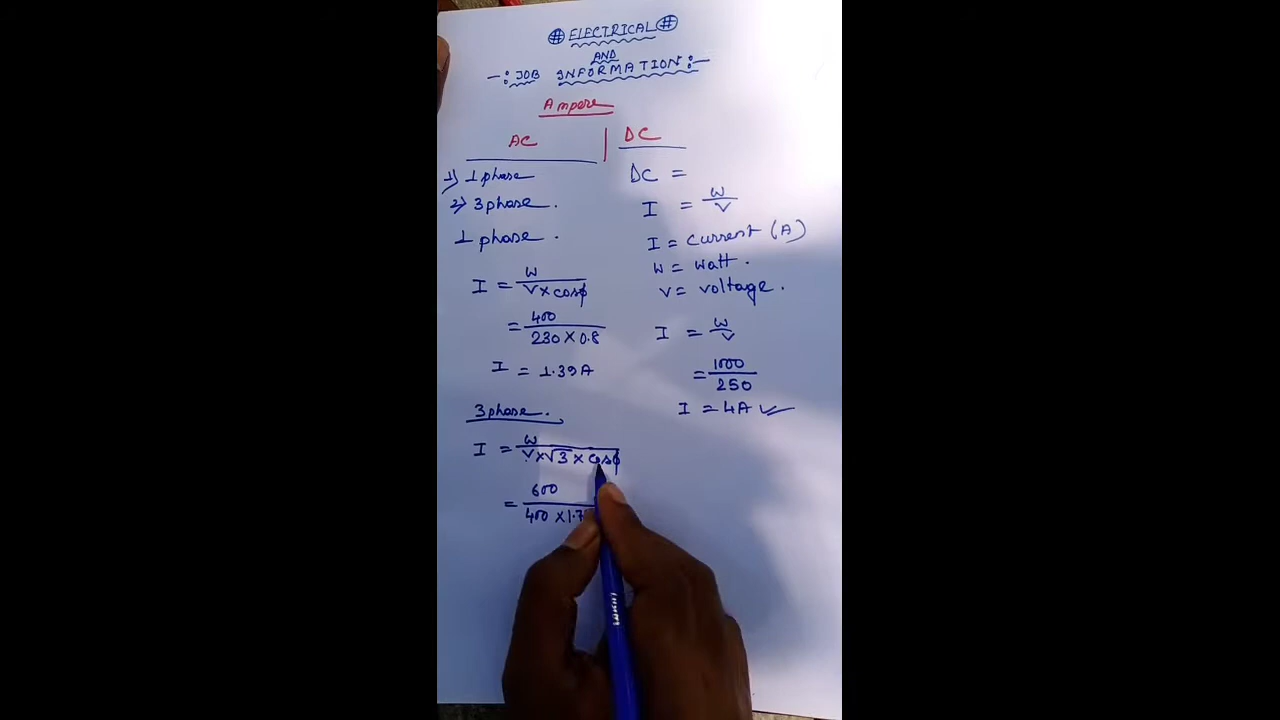 # ELECTRICAL #
AND
-: JOB INFORMATION :-
Ampere
AC | DC
1) 1 phase
2) 3 phase.
1 phase.
I = W / V × cosϕ
= 400 / 230 × 0.8
I = 1.39A
3 phase.
I = W / V × √3 × cosϕ
= 600 / 400 × 1.7
DC =
I = W / V
I = Current (A)
W = Watt.
V = Voltage.
I = W / V
= 1000 / 250
I = 4A ✓